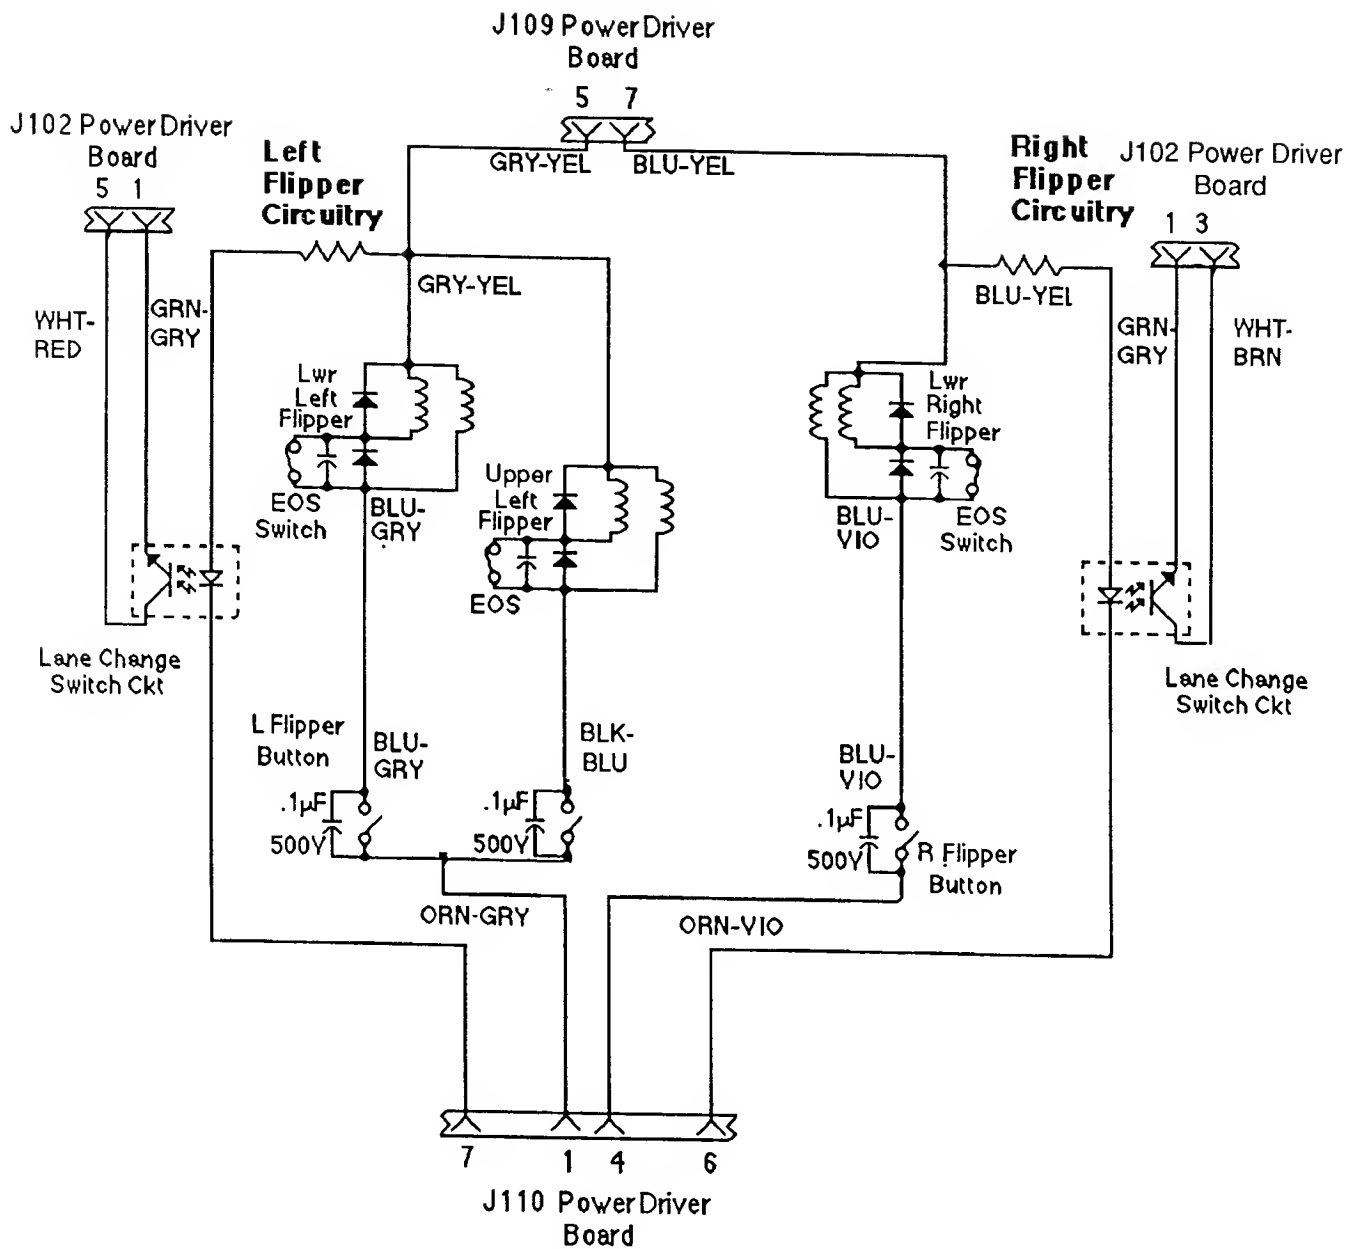 J109 Power Driver
Board
5 7
J102 Power Driver
Board
5 1
Left
Flipper
Circuitry
GRY-YEL
BLU-YEL
Right
Flipper
Circuitry
J102 Power Driver
Board
1 3
GRY-YEL
BLU-YEL
WHT-
RED
GRN-
GRY
GRN-
GRY
WHT-
BRN
Lwr
Left
Flipper
Lwr
Right
Flipper
EOS
Switch
BLU-
GRY
Upper
Left
Flipper
EOS
BLU-
VIO
EOS
Switch
Lane Change
Switch Ckt
Lane Change
Switch Ckt
L Flipper
Button
BLU-
GRY
BLK-
BLU
BLU-
VIO
.1µF
500V
.1µF
500V
.1µF
500V
R Flipper
Button
ORN-GRY
ORN-VIO
7 1 4 6
J110 Power Driver
Board